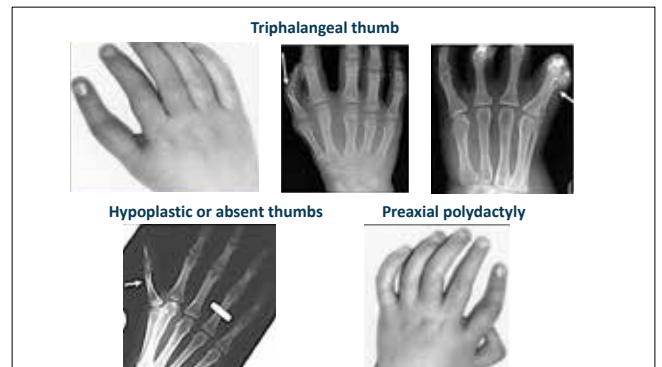 Triphalangeal thumb
Hypoplastic or absent thumbs
Preaxial polydactyly